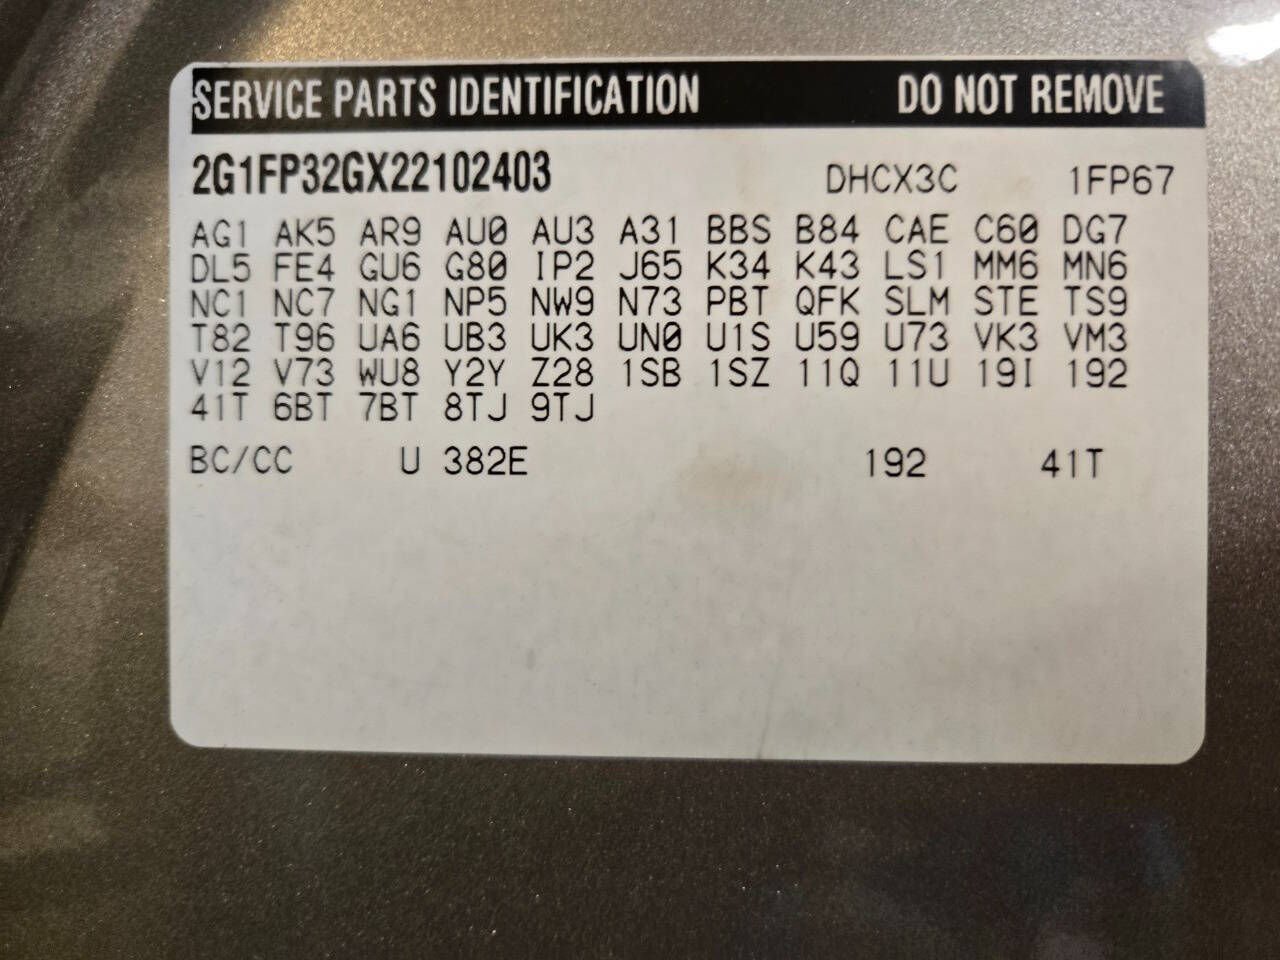 SERVICE PARTS IDENTIFICATION DO NOT REMOVE
2G1FP32GX22102403 DHCX3C 1FP67
AG1 AK5 AR9 AU0 AU3 A31 BBS B84 CAE C60 DG7
DL5 FE4 GU6 G80 IP2 J65 K34 K43 LS1 MM6 MN6
NC1 NC7 NG1 NP5 NW9 N73 PBT QFK SLM STE TS9
T82 T96 UA6 UB3 UK3 UN0 U1S U59 U73 VK3 VM3
V12 V73 WU8 Y2Y Z28 1SB 1SZ 11Q 11U 19I 192
41T 6BT 7BT 8TJ 9TJ
BC/CC U 382E 192 41T